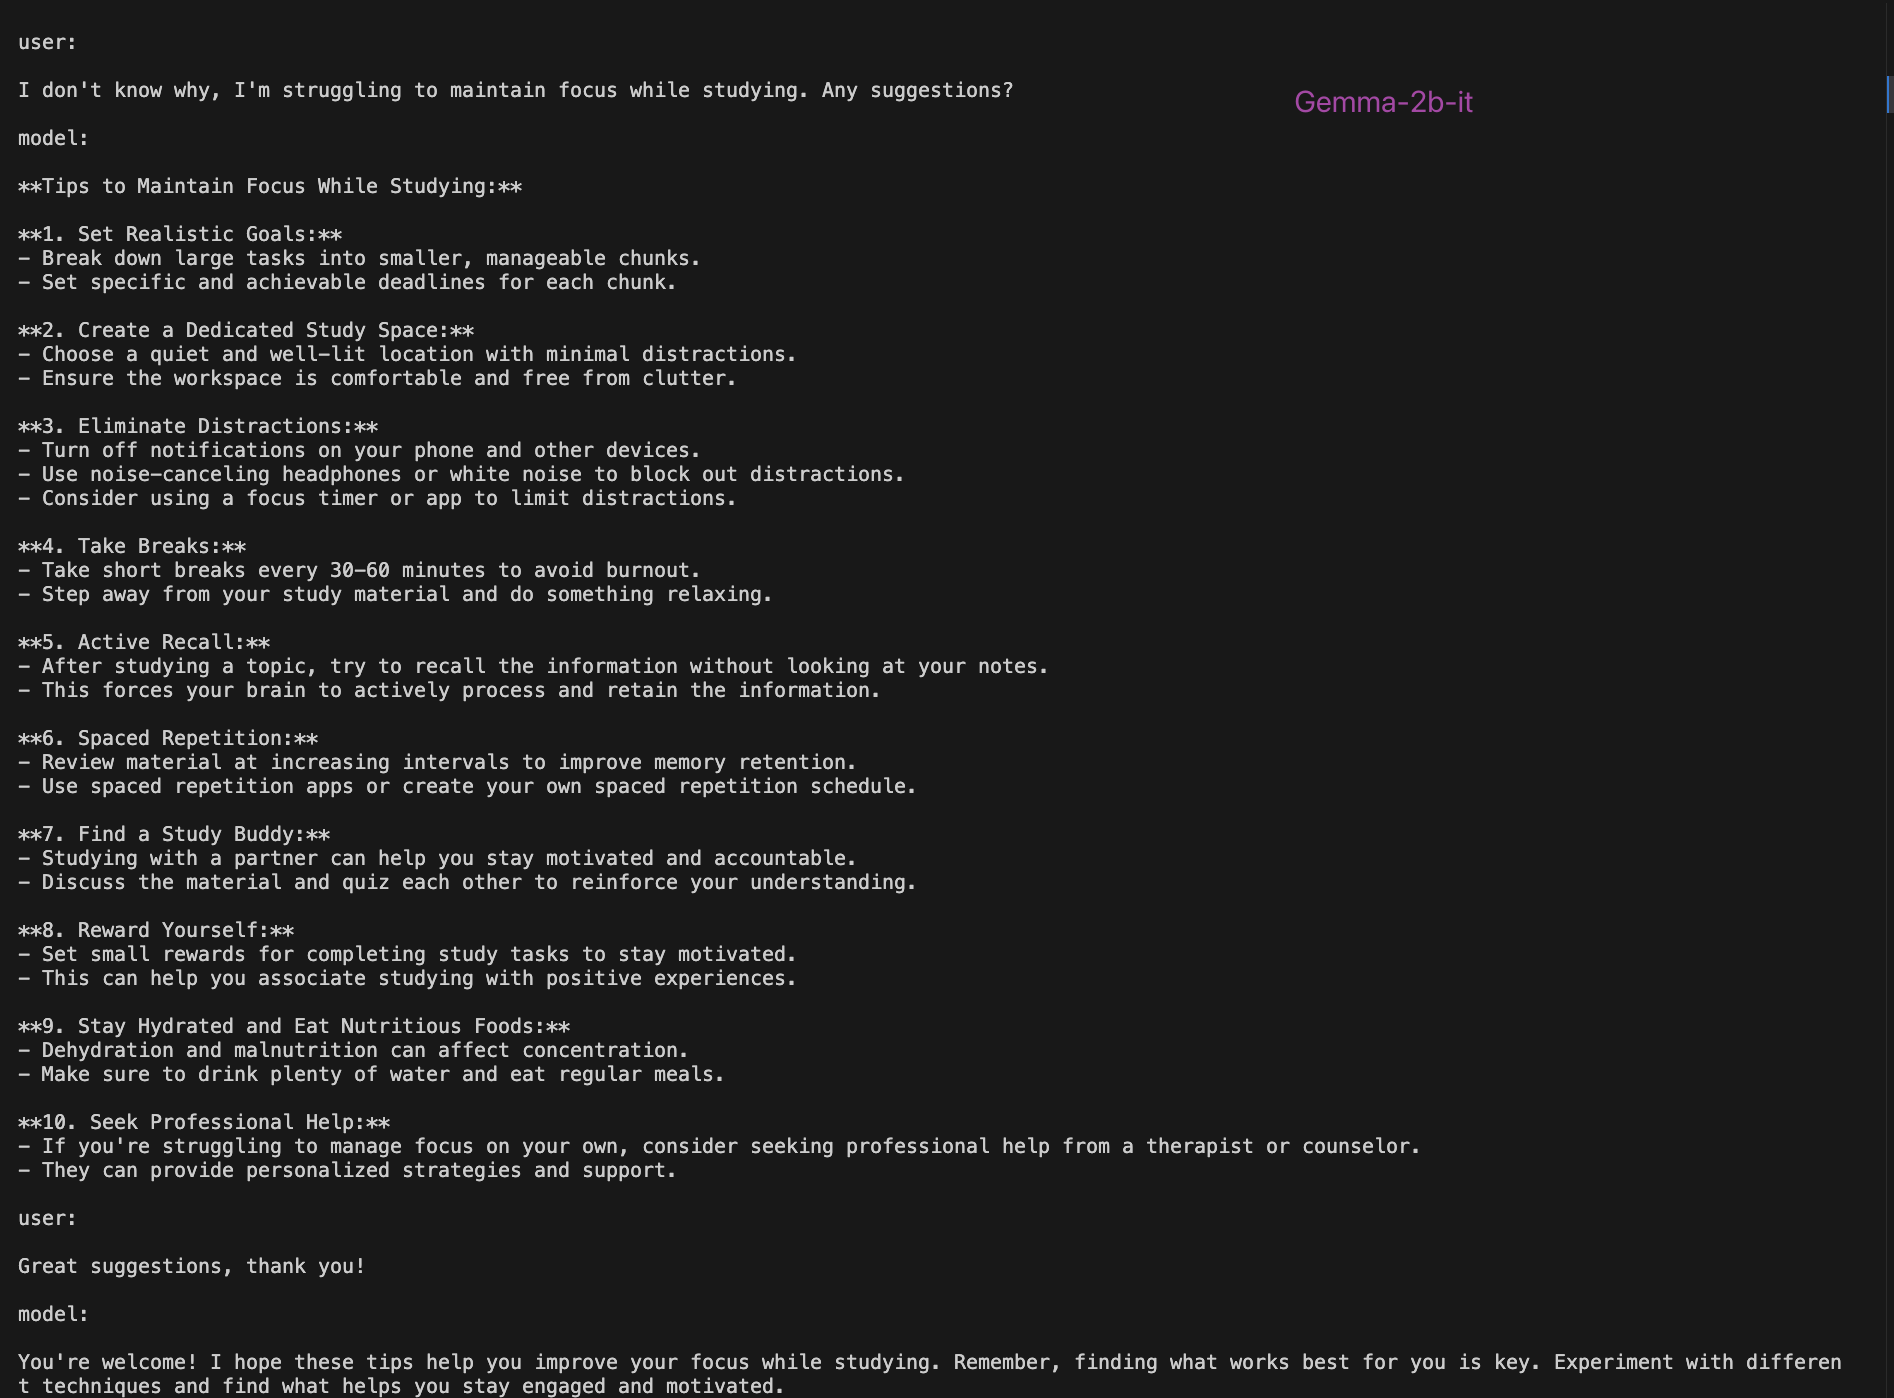 user:
I don't know why, I'm struggling to maintain focus while studying. Any suggestions?
Gemma-2b-it
model:
**Tips to Maintain Focus While Studying:**
**1. Set Realistic Goals:**
- Break down large tasks into smaller, manageable chunks.
- Set specific and achievable deadlines for each chunk.
**2. Create a Dedicated Study Space:**
- Choose a quiet and well-lit location with minimal distractions.
- Ensure the workspace is comfortable and free from clutter.
**3. Eliminate Distractions:**
- Turn off notifications on your phone and other devices.
- Use noise-canceling headphones or white noise to block out distractions.
- Consider using a focus timer or app to limit distractions.
**4. Take Breaks:**
- Take short breaks every 30-60 minutes to avoid burnout.
- Step away from your study material and do something relaxing.
**5. Active Recall:**
- After studying a topic, try to recall the information without looking at your notes.
- This forces your brain to actively process and retain the information.
**6. Spaced Repetition:**
- Review material at increasing intervals to improve memory retention.
- Use spaced repetition apps or create your own spaced repetition schedule.
**7. Find a Study Buddy:**
- Studying with a partner can help you stay motivated and accountable.
- Discuss the material and quiz each other to reinforce your understanding.
**8. Reward Yourself:**
- Set small rewards for completing study tasks to stay motivated.
- This can help you associate studying with positive experiences.
**9. Stay Hydrated and Eat Nutritious Foods:**
- Dehydration and malnutrition can affect concentration.
- Make sure to drink plenty of water and eat regular meals.
**10. Seek Professional Help:**
- If you're struggling to manage focus on your own, consider seeking professional help from a therapist or counselor.
- They can provide personalized strategies and support.
user:
Great suggestions, thank you!
model:
You're welcome! I hope these tips help you improve your focus while studying. Remember, finding what works best for you is key. Experiment with differen
t techniques and find what helps you stay engaged and motivated.